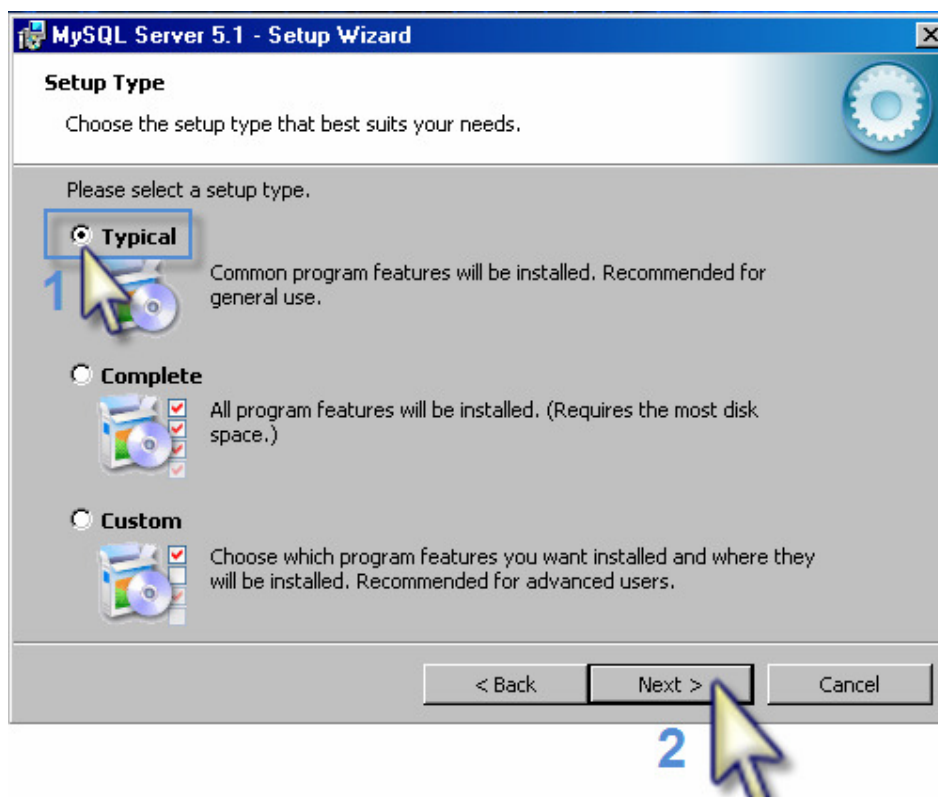 MySQL Server 5.1 - Setup Wizard
Setup Type
Choose the setup type that best suits your needs.
Please select a setup type.
Typical
1
Common program features will be installed. Recommended for
general use.
Complete
All program features will be installed. (Requires the most disk
space.)
Custom
Choose which program features you want installed and where they
will be installed. Recommended for advanced users.
< Back Next > Cancel
2